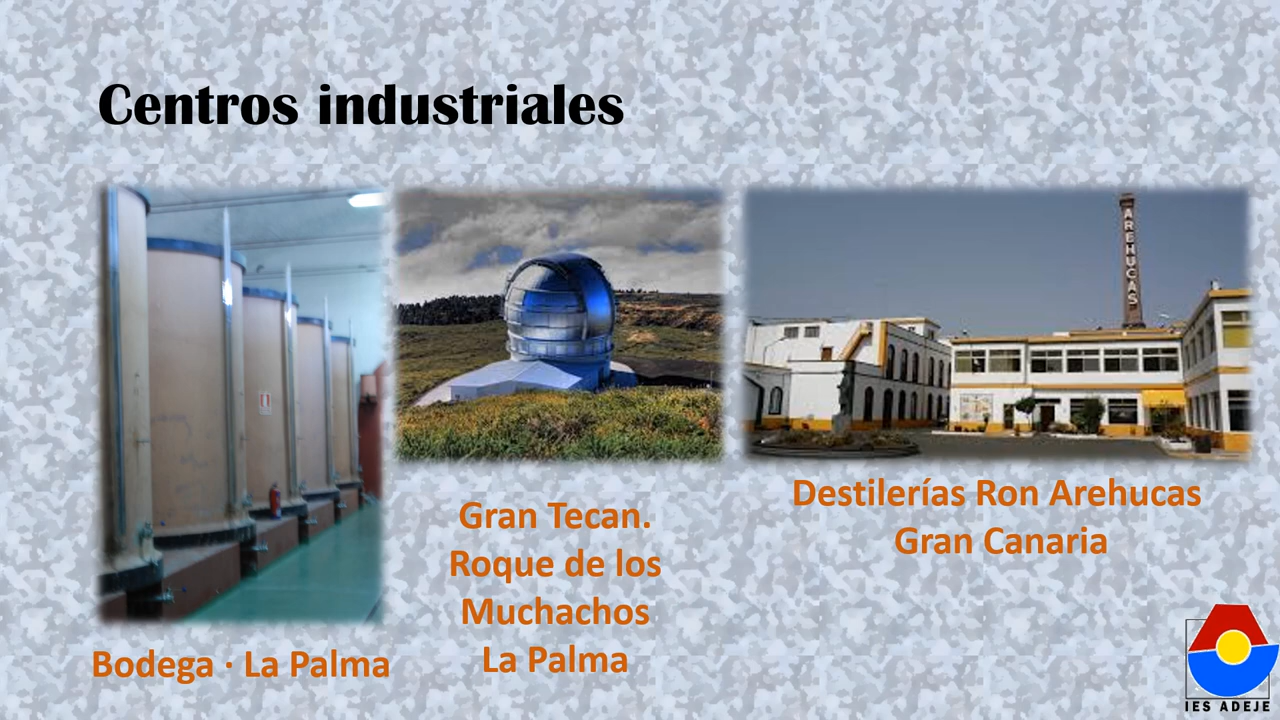 Centros industriales
AREHUCAS
Bodega · La Palma
Gran Tecan.
Roque de los
Muchachos
La Palma
Destilerías Ron Arehucas
Gran Canaria
IES ADEJE